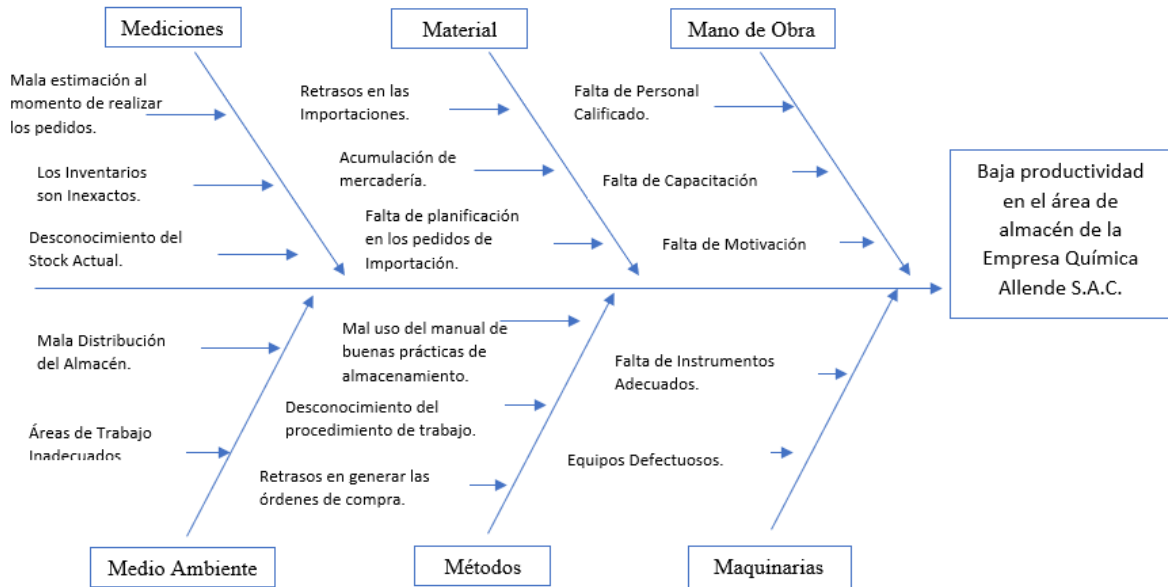 Mediciones
Material
Mano de Obra
Mala estimación al
momento de realizar
los pedidos.
Los Inventarios
son Inexactos.
Desconocimiento del
Stock Actual.
Retrasos en las
Importaciones.
Acumulación de
mercadería.
Falta de planificación
en los pedidos de
Importación.
Falta de Personal
Calificado.
Falta de Capacitación
Falta de Motivación
Baja productividad
en el área de
almacén de la
Empresa Química
Allende S.A.C.
Mala Distribución
del Almacén.
Áreas de Trabajo
Inadecuados
Mal uso del manual de
buenas prácticas de
almacenamiento.
Desconocimiento del
procedimiento de trabajo.
Retrasos en generar las
órdenes de compra.
Falta de Instrumentos
Adecuados.
Equipos Defectuosos.
Medio Ambiente
Métodos
Maquinarias